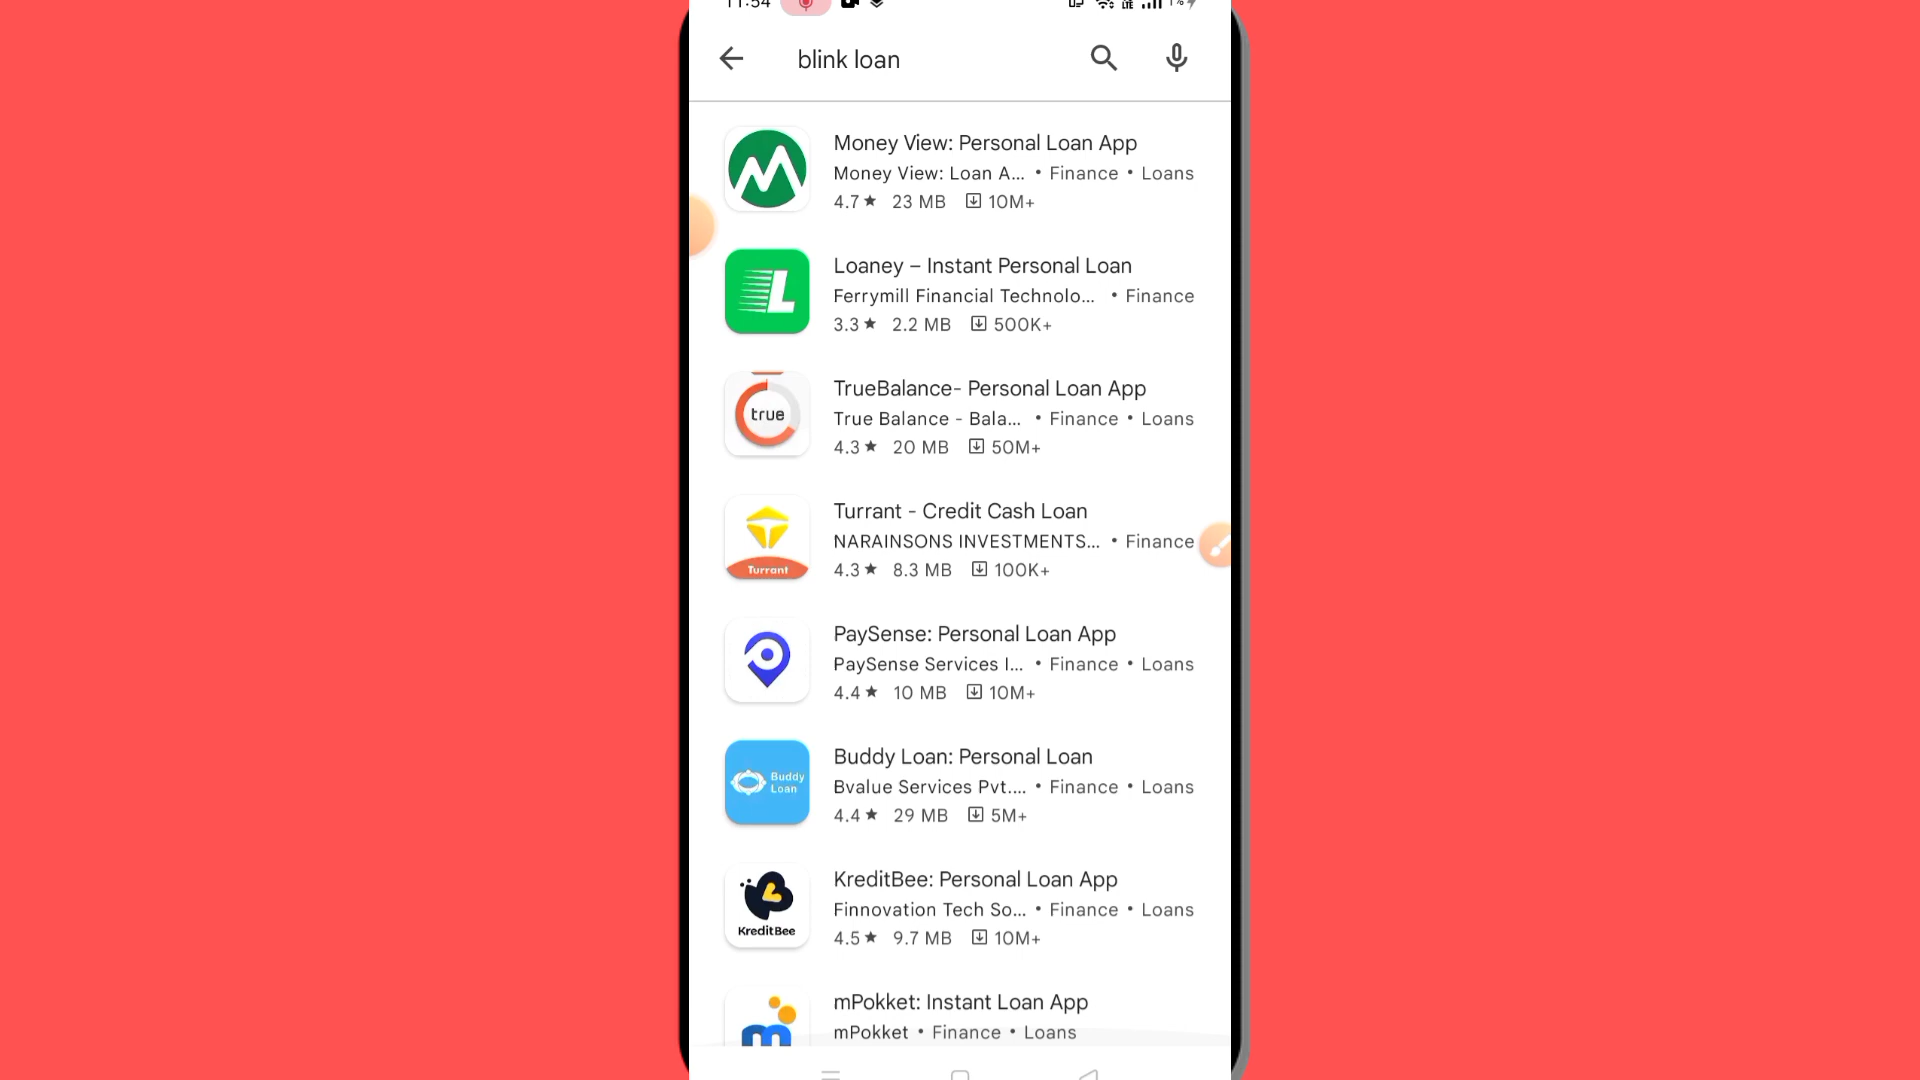 11:54
blink loan
Money View: Personal Loan App
Money View: Loan A... • Finance • Loans
4.7★ 23 MB 10M+
Loaney – Instant Personal Loan
Ferrymill Financial Technolo... • Finance
3.3★ 2.2 MB 500K+
true
TrueBalance- Personal Loan App
True Balance - Bala... • Finance • Loans
4.3★ 20 MB 50M+
Turrant
Turrant - Credit Cash Loan
NARAINSONS INVESTMENTS... • Finance
4.3★ 8.3 MB 100K+
PaySense: Personal Loan App
PaySense Services I... • Finance • Loans
4.4★ 10 MB 10M+
Buddy
Loan
Buddy Loan: Personal Loan
Bvalue Services Pvt.... • Finance • Loans
4.4★ 29 MB 5M+
KreditBee
KreditBee: Personal Loan App
Finnovation Tech So... • Finance • Loans
4.5★ 9.7 MB 10M+
mPokket: Instant Loan App
mPokket • Finance • Loans